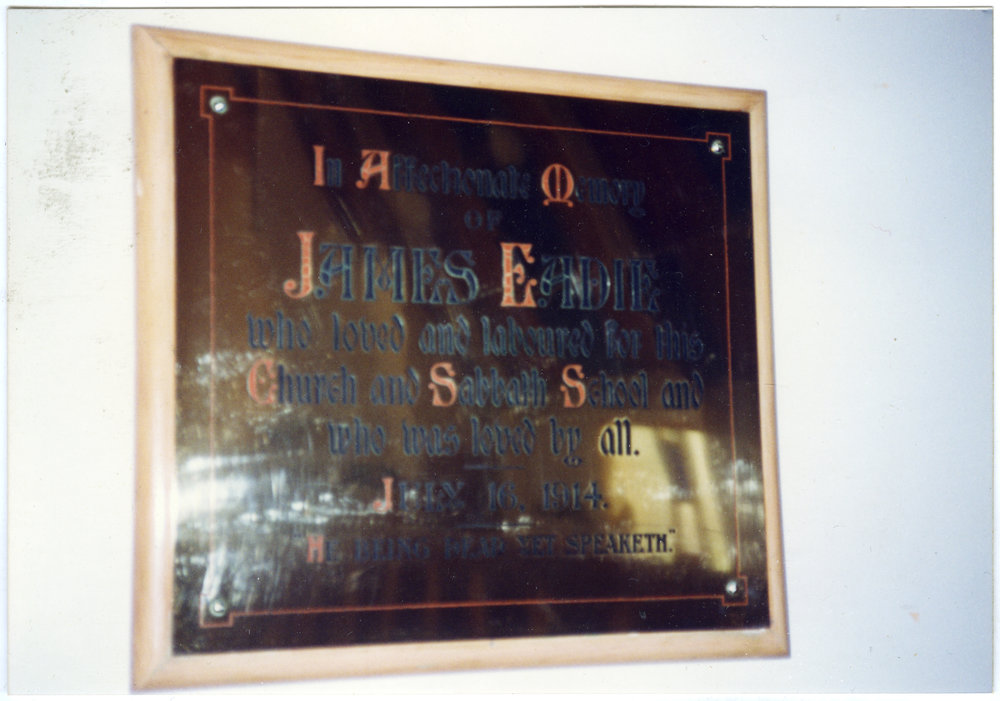 In Affectionate Memory
OF
JAMES EADIE
who loved and laboured for this
Church and Sabbath School and
who was loved by all.
JULY 16, 1914.
"HE BEING DEAD YET SPEAKETH."